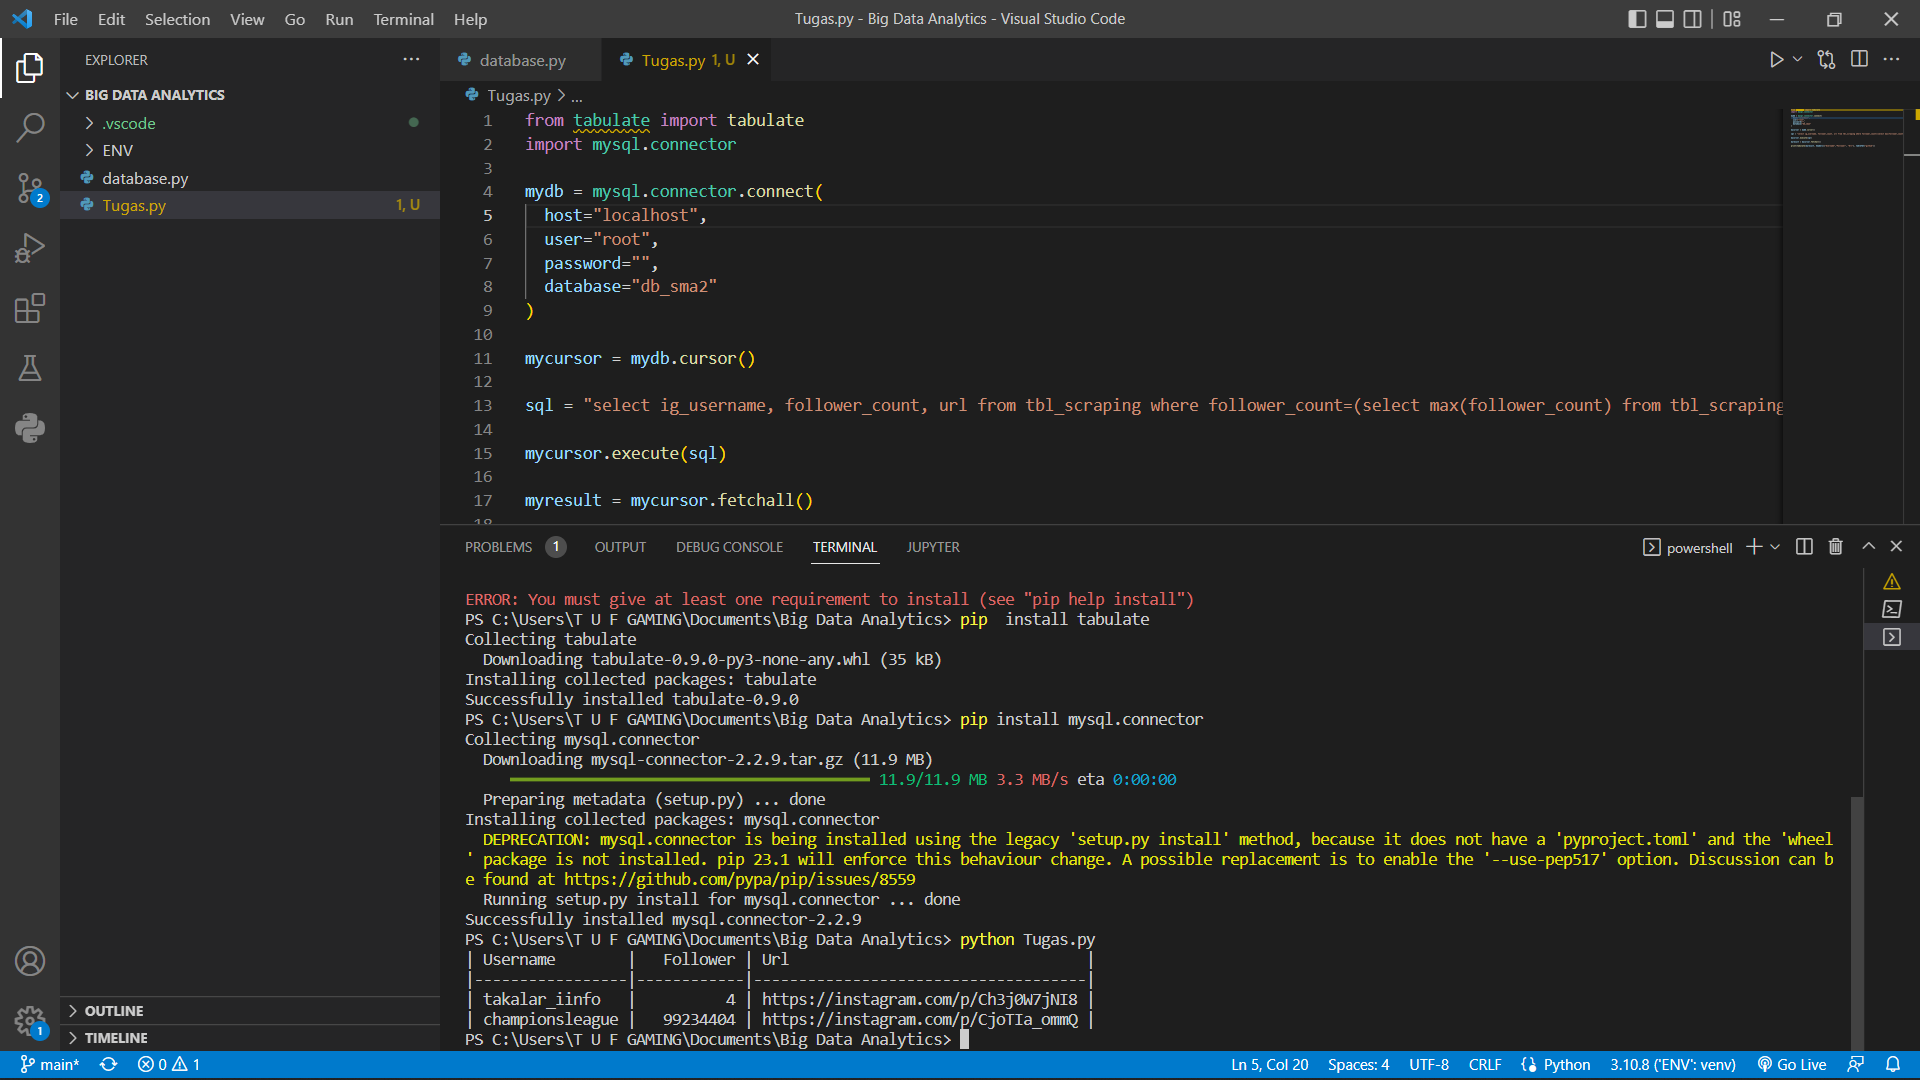 File Edit Selection View Go Run Terminal Help
Tugas.py - Big Data Analytics - Visual Studio Code
EXPLORER
BIG DATA ANALYTICS
.vscode
ENV
database.py
Tugas.py 1, U
OUTLINE
TIMELINE
2
1
database.py
Tugas.py 1, U
Tugas.py > ...
1 from tabulate import tabulate
2 import mysql.connector
3
4 mydb = mysql.connector.connect(
5 host="localhost",
6 user="root",
7 password="",
8 database="db_sma2"
9 )
10
11 mycursor = mydb.cursor()
12
13 sql = "select ig_username, follower_count, url from tbl_scraping where follower_count=(select max(follower_count) from tbl_scraping
14
15 mycursor.execute(sql)
16
17 myresult = mycursor.fetchall()
18
PROBLEMS 1 OUTPUT DEBUG CONSOLE TERMINAL JUPYTER
powershell
ERROR: You must give at least one requirement to install (see "pip help install")
PS C:\Users\T U F GAMING\Documents\Big Data Analytics> pip  install tabulate
Collecting tabulate
  Downloading tabulate-0.9.0-py3-none-any.whl (35 kB)
Installing collected packages: tabulate
Successfully installed tabulate-0.9.0
PS C:\Users\T U F GAMING\Documents\Big Data Analytics> pip install mysql.connector
Collecting mysql.connector
  Downloading mysql-connector-2.2.9.tar.gz (11.9 MB)
11.9/11.9 MB 3.3 MB/s eta 0:00:00
  Preparing metadata (setup.py) ... done
Installing collected packages: mysql.connector
  DEPRECATION: mysql.connector is being installed using the legacy 'setup.py install' method, because it does not have a 'pyproject.toml' and the 'wheel
' package is not installed. pip 23.1 will enforce this behaviour change. A possible replacement is to enable the '--use-pep517' option. Discussion can b
e found at https://github.com/pypa/pip/issues/8559
  Running setup.py install for mysql.connector ... done
Successfully installed mysql.connector-2.2.9
PS C:\Users\T U F GAMING\Documents\Big Data Analytics> python Tugas.py
| Username        |   Follower | Url                                 |
|-----------------|------------|-------------------------------------|
| takalar_iinfo   |          4 | https://instagram.com/p/Ch3j0W7jNI8 |
| championsleague |   99234404 | https://instagram.com/p/CjoTIa_ommQ |
PS C:\Users\T U F GAMING\Documents\Big Data Analytics>
main* 0 1 Ln 5, Col 20 Spaces: 4 UTF-8 CRLF Python 3.10.8 ('ENV': venv) Go Live